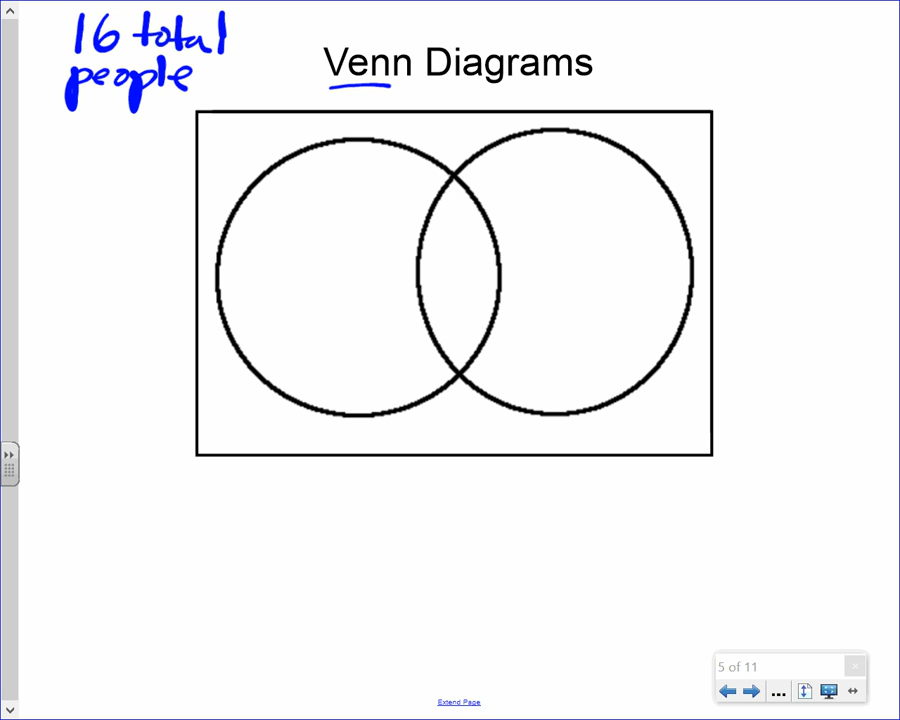 16 total
people
Venn Diagrams
5 of 11
Extend Page